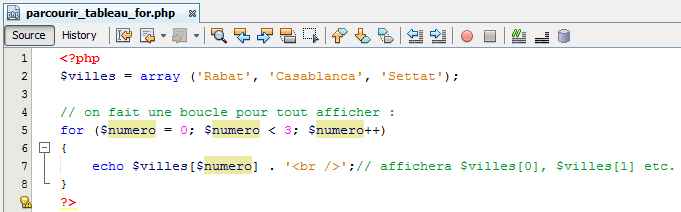 parcourir_tableau_for.php
Source History
1 <?php
2 $villes = array ('Rabat', 'Casablanca', 'Settat');
3
4 // on fait une boucle pour tout afficher :
5 for ($numero = 0; $numero < 3; $numero++)
6 {
7 echo $villes[$numero] . '<br />';// affichera $villes[0], $villes[1] etc.
8 }
?>